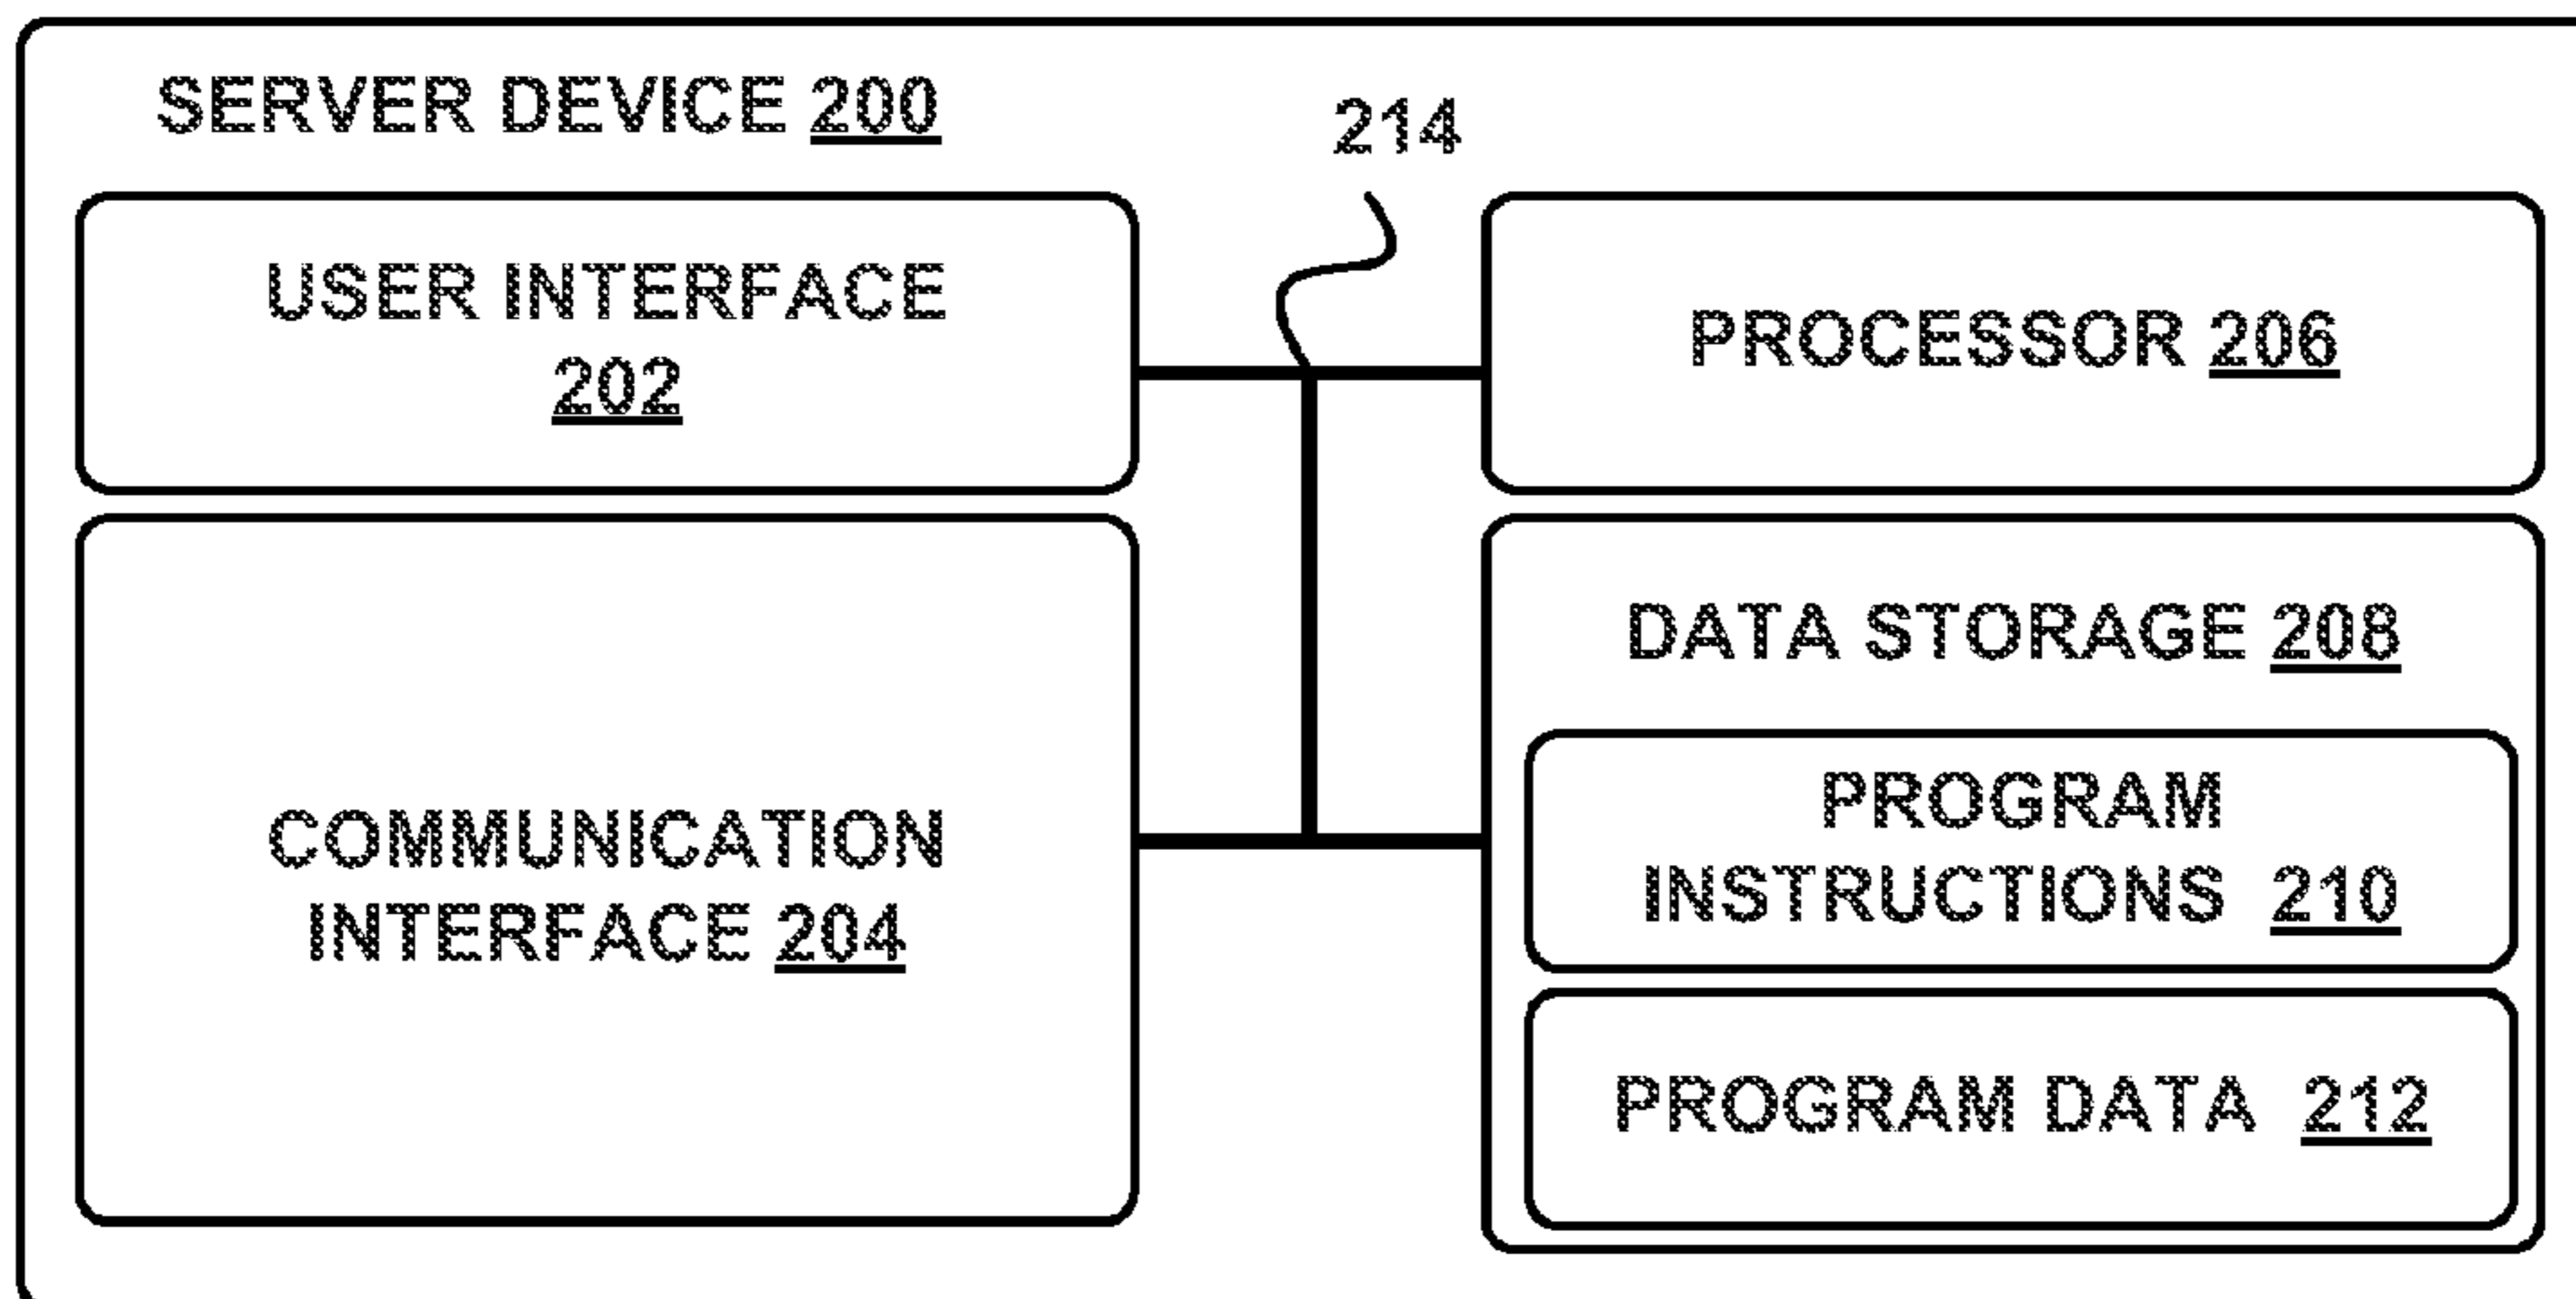 SERVER DEVICE 200
214
USER INTERFACE
202
PROCESSOR 206
COMMUNICATION
INTERFACE 204
DATA STORAGE 208
PROGRAM
INSTRUCTIONS 210
PROGRAM DATA 212